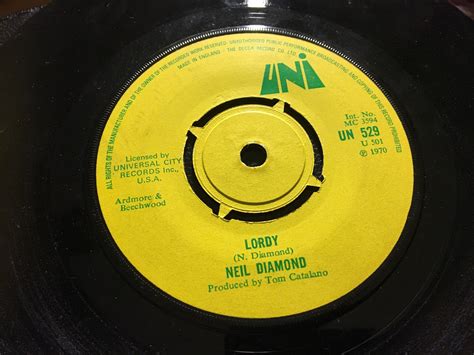 ALL RIGHTS OF THE MANUFACTURER AND OF THE OWNER OF THE RECORDED WORK RESERVED. UNAUTHORISED PUBLIC PERFORMANCE BROADCASTING AND COPYING OF THIS RECORD PROHIBITED
MADE IN ENGLAND. THE DECCA RECORD CO. LTD.
UNI
Int. No.
MC 3594
UN 529
U 501
℗ 1970
Licensed by
UNIVERSAL CITY
RECORDS Inc.,
U.S.A.
Ardmore &
Beechwood
LORDY
(N. Diamond)
NEIL DIAMOND
Produced by Tom Catalano